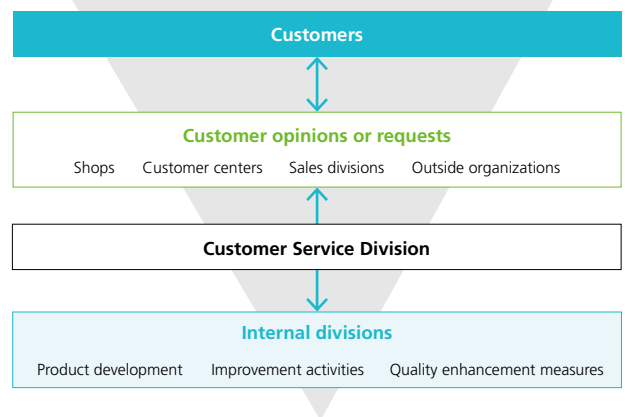 Customers
Customer opinions or requests
Shops Customer centers Sales divisions Outside organizations
Customer Service Division
Internal divisions
Product development Improvement activities Quality enhancement measures